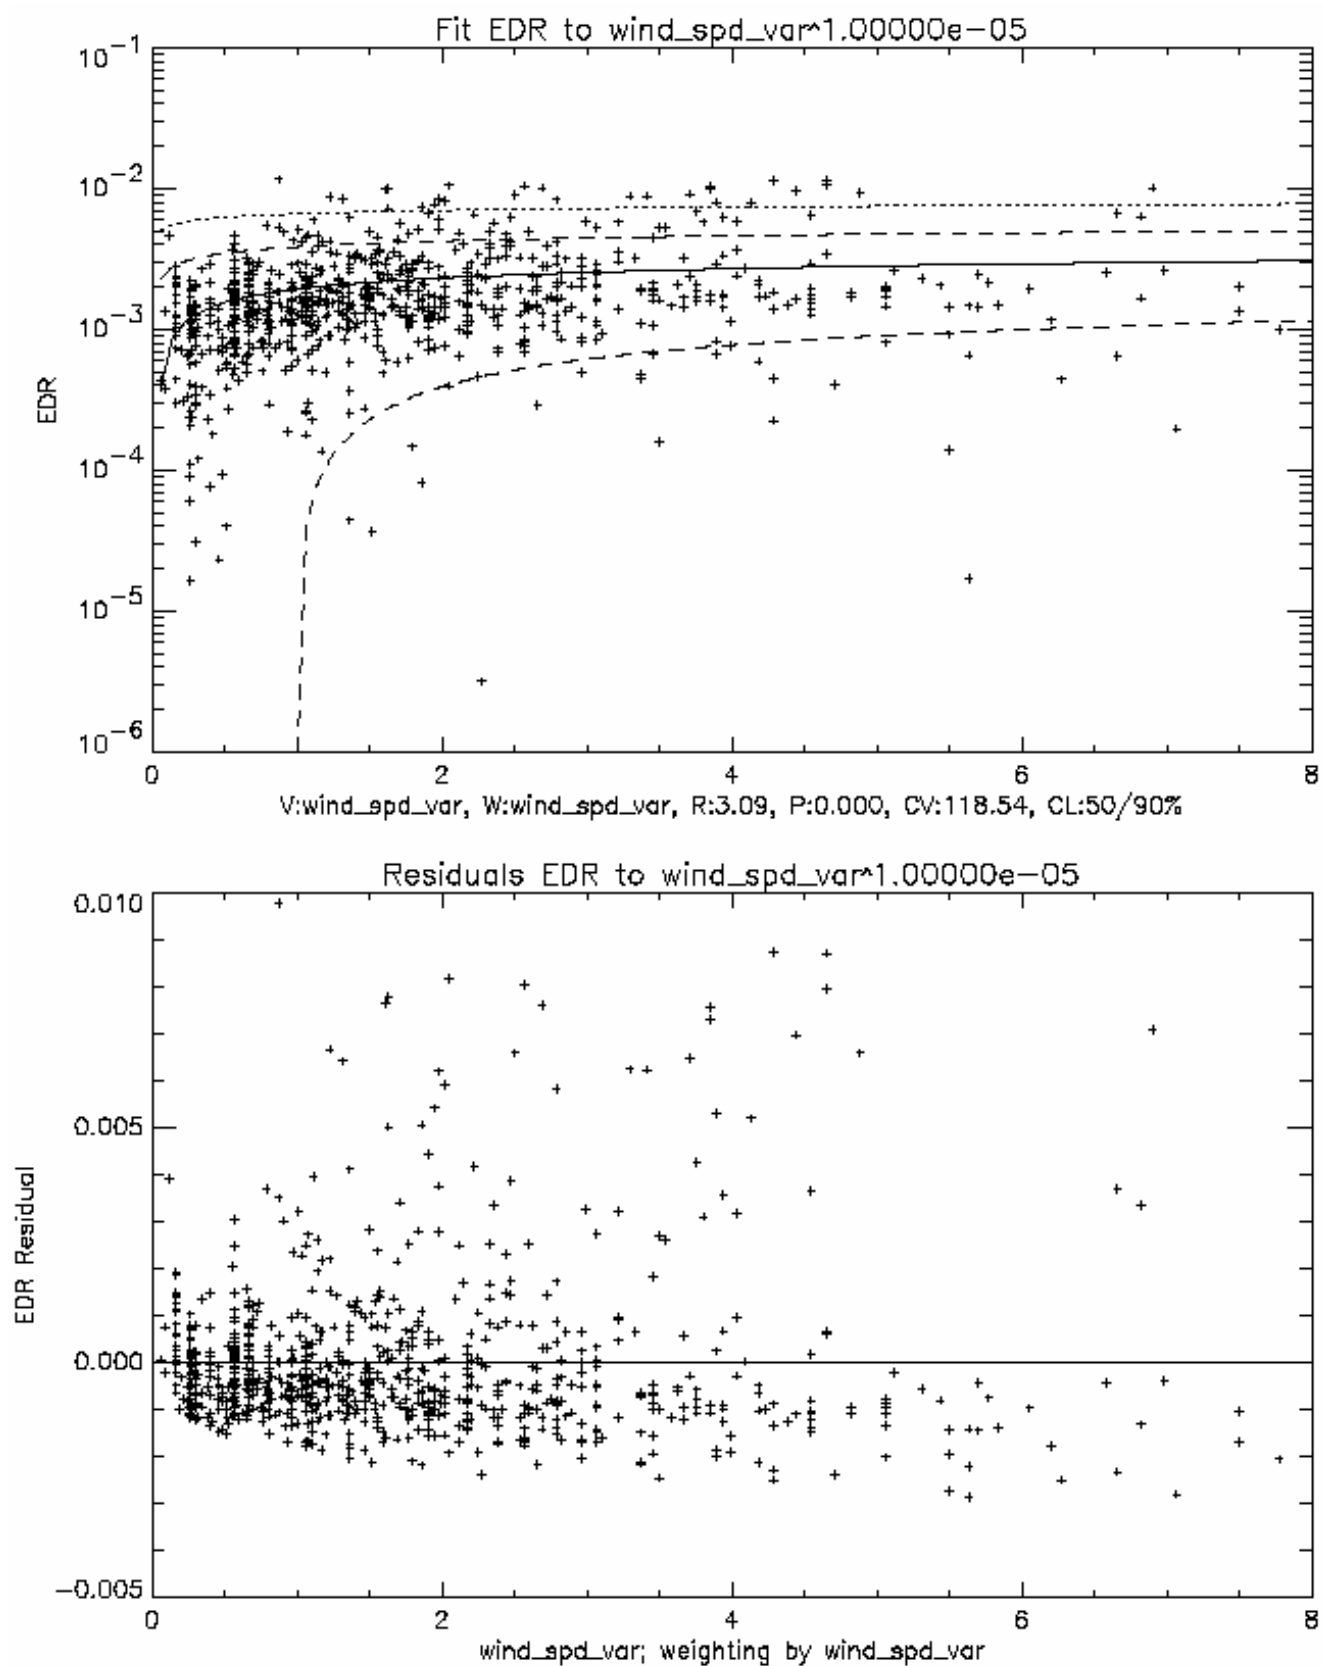 Fit EDR to wind_spd_var^1.00000e-05
10^-1
10^-2
10^-3
10^-4
10^-5
10^-6
EDR
0 2 4 6 8
V:wind_spd_var, W:wind_spd_var, R:3.09, P:0.000, CV:118.54, CL:50/90%
Residuals EDR to wind_spd_var^1.00000e-05
0.010
0.005
0.000
-0.005
EDR Residual
0 2 4 6 8
wind_spd_var; weighting by wind_spd_var